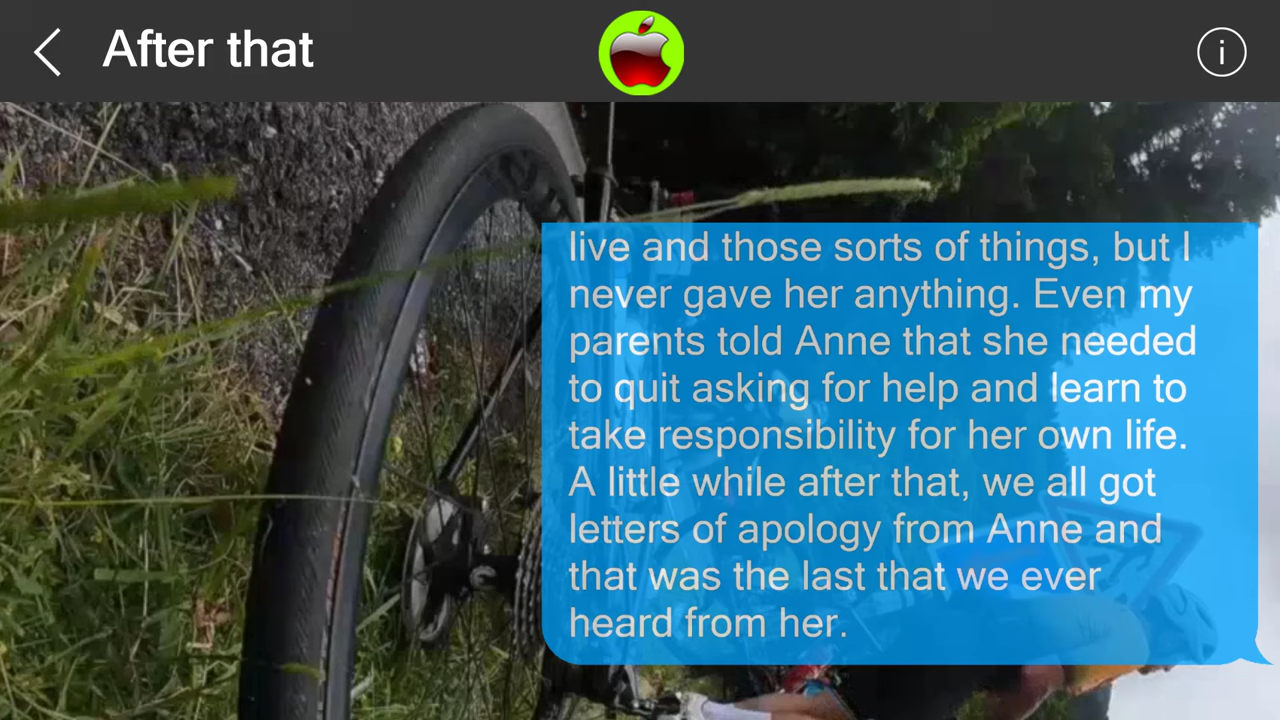 After that
i
live and those sorts of things, but I
never gave her anything. Even my
parents told Anne that she needed
to quit asking for help and learn to
take responsibility for her own life.
A little while after that, we all got
letters of apology from Anne and
that was the last that we ever
heard from her.